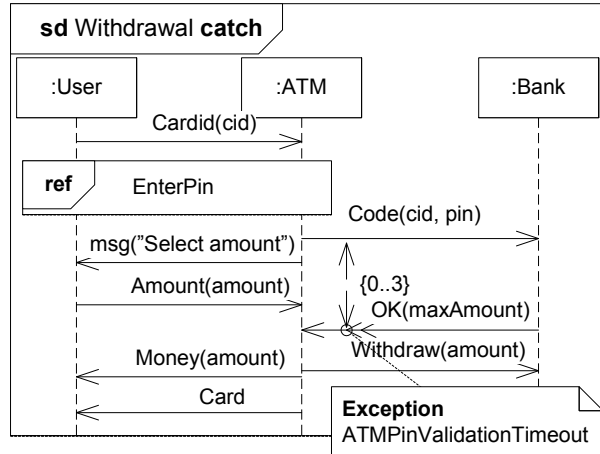 sd Withdrawal catch
:User
:ATM
:Bank
Cardid(cid)
ref
EnterPin
Code(cid, pin)
msg(”Select amount”)
{0..3}
Amount(amount)
OK(maxAmount)
Withdraw(amount)
Money(amount)
Card
Exception
ATMPinValidationTimeout